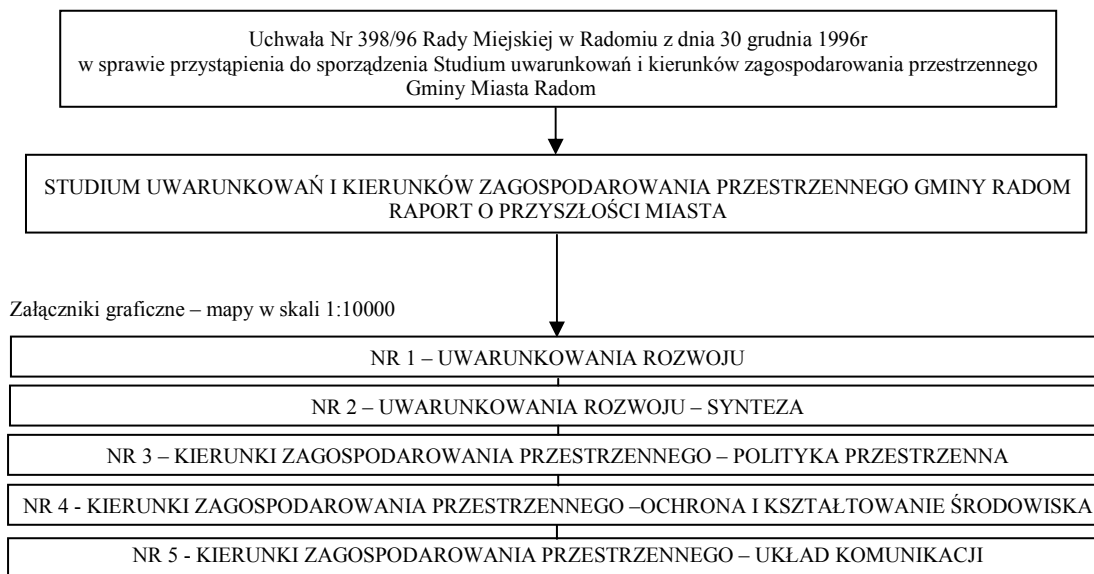 Uchwała Nr 398/96 Rady Miejskiej w Radomiu z dnia 30 grudnia 1996r
w sprawie przystąpienia do sporządzenia Studium uwarunkowań i kierunków zagospodarowania przestrzennego
Gminy Miasta Radom
STUDIUM UWARUNKOWAŃ I KIERUNKÓW ZAGOSPODAROWANIA PRZESTRZENNEGO GMINY RADOM
RAPORT O PRZYSZŁOŚCI MIASTA
Załączniki graficzne – mapy w skali 1:10000
NR 1 – UWARUNKOWANIA ROZWOJU
NR 2 – UWARUNKOWANIA ROZWOJU – SYNTEZA
NR 3 – KIERUNKI ZAGOSPODAROWANIA PRZESTRZENNEGO – POLITYKA PRZESTRZENNA
NR 4 - KIERUNKI ZAGOSPODAROWANIA PRZESTRZENNEGO –OCHRONA I KSZTAŁTOWANIE ŚRODOWISKA
NR 5 - KIERUNKI ZAGOSPODAROWANIA PRZESTRZENNEGO – UKŁAD KOMUNIKACJI